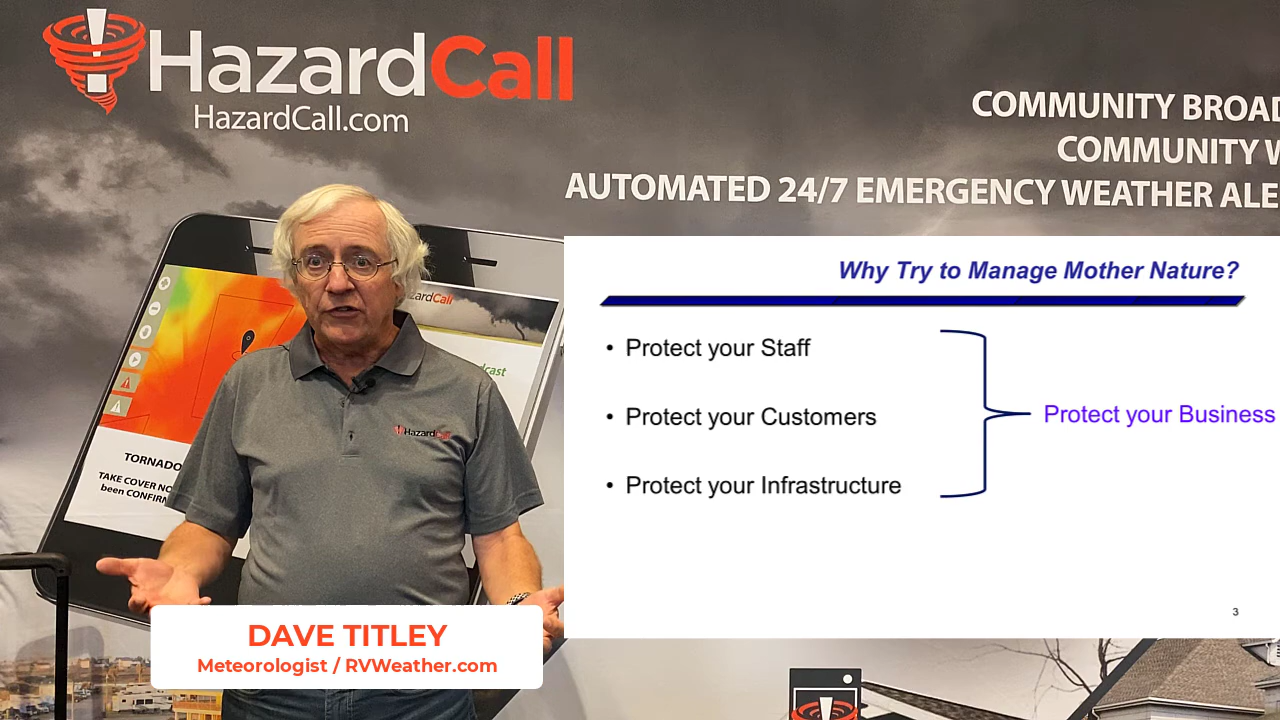 HazardCall
HazardCall.com
COMMUNITY BROAD
COMMUNITY W
AUTOMATED 24/7 EMERGENCY WEATHER ALE
Why Try to Manage Mother Nature?
• Protect your Staff
• Protect your Customers
• Protect your Infrastructure
Protect your Business
3
Call
cast
HazardCall
TORNADO
TAKE COVER NO
been CONFIRM
DAVE TITLEY
Meteorologist / RVWeather.com